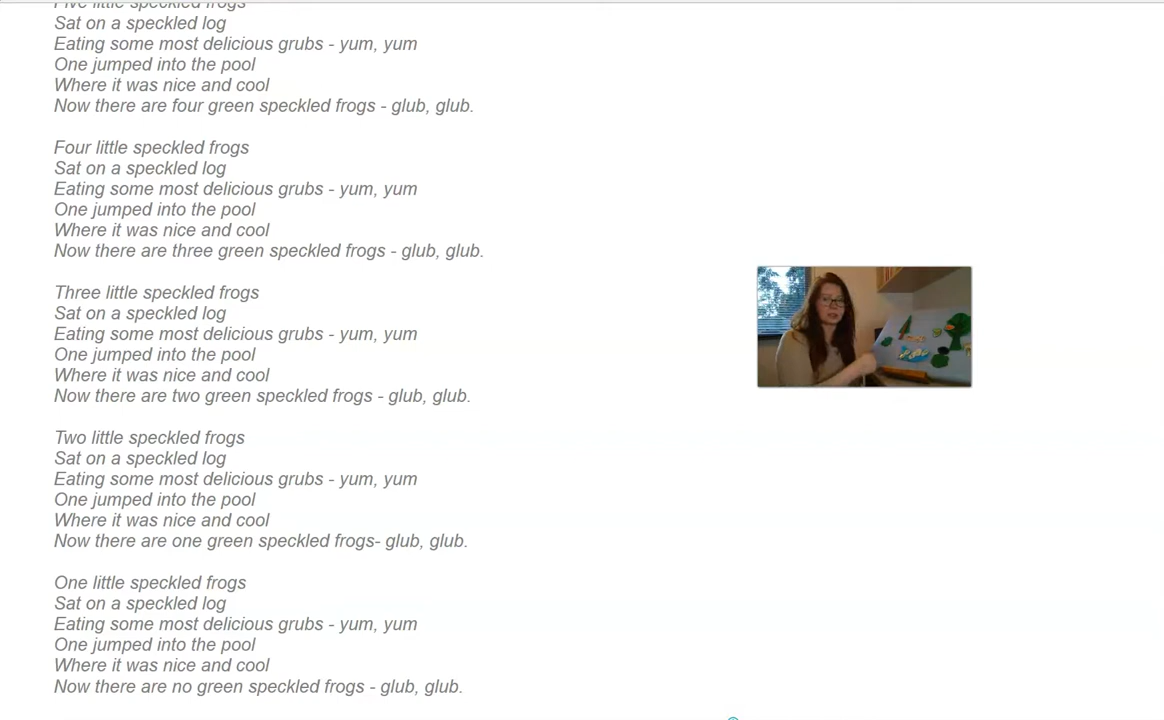 Five little speckled frogs
Sat on a speckled log
Eating some most delicious grubs - yum, yum
One jumped into the pool
Where it was nice and cool
Now there are four green speckled frogs - glub, glub.
Four little speckled frogs
Sat on a speckled log
Eating some most delicious grubs - yum, yum
One jumped into the pool
Where it was nice and cool
Now there are three green speckled frogs - glub, glub.
Three little speckled frogs
Sat on a speckled log
Eating some most delicious grubs - yum, yum
One jumped into the pool
Where it was nice and cool
Now there are two green speckled frogs - glub, glub.
Two little speckled frogs
Sat on a speckled log
Eating some most delicious grubs - yum, yum
One jumped into the pool
Where it was nice and cool
Now there are one green speckled frogs- glub, glub.
One little speckled frogs
Sat on a speckled log
Eating some most delicious grubs - yum, yum
One jumped into the pool
Where it was nice and cool
Now there are no green speckled frogs - glub, glub.